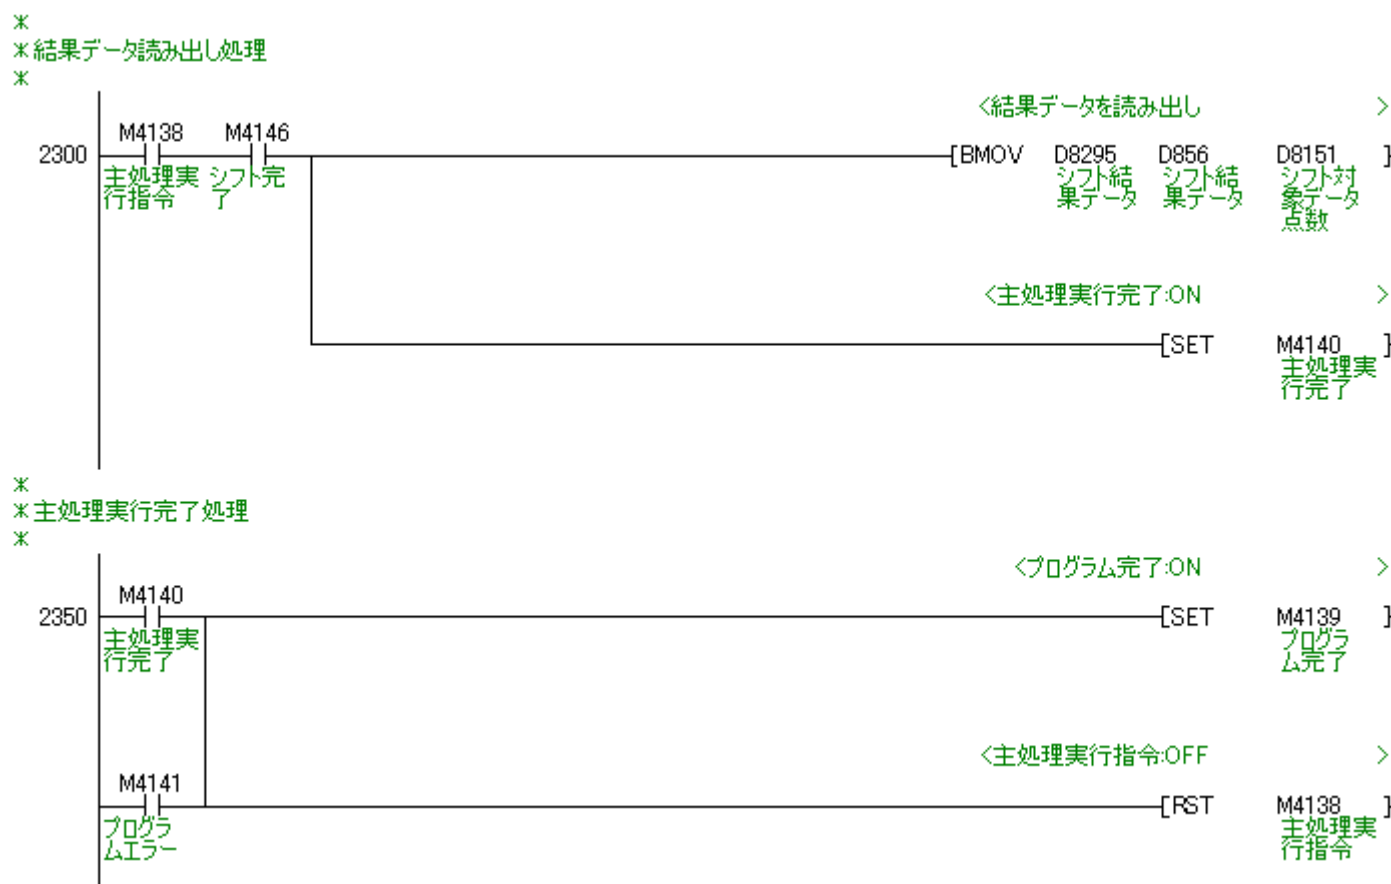 *
*結果データ読み出し処理
*
<結果データを読み出し >
M4138 M4146
2300 [BMOV D8295 D856 D8151 ]
主処理実 シフト完 シフト結 シフト結 シフト対
行指令 了 果データ 果データ 象データ
点数
<主処理実行完了:ON >
[SET M4140 ]
主処理実
行完了
*
*主処理実行完了処理
*
<プログラム完了:ON >
M4140
2350 [SET M4139 ]
主処理実 プログラ
行完了 ム完了
<主処理実行指令:OFF >
M4141
[RST M4138 ]
プログラ 主処理実
ムエラー 行指令